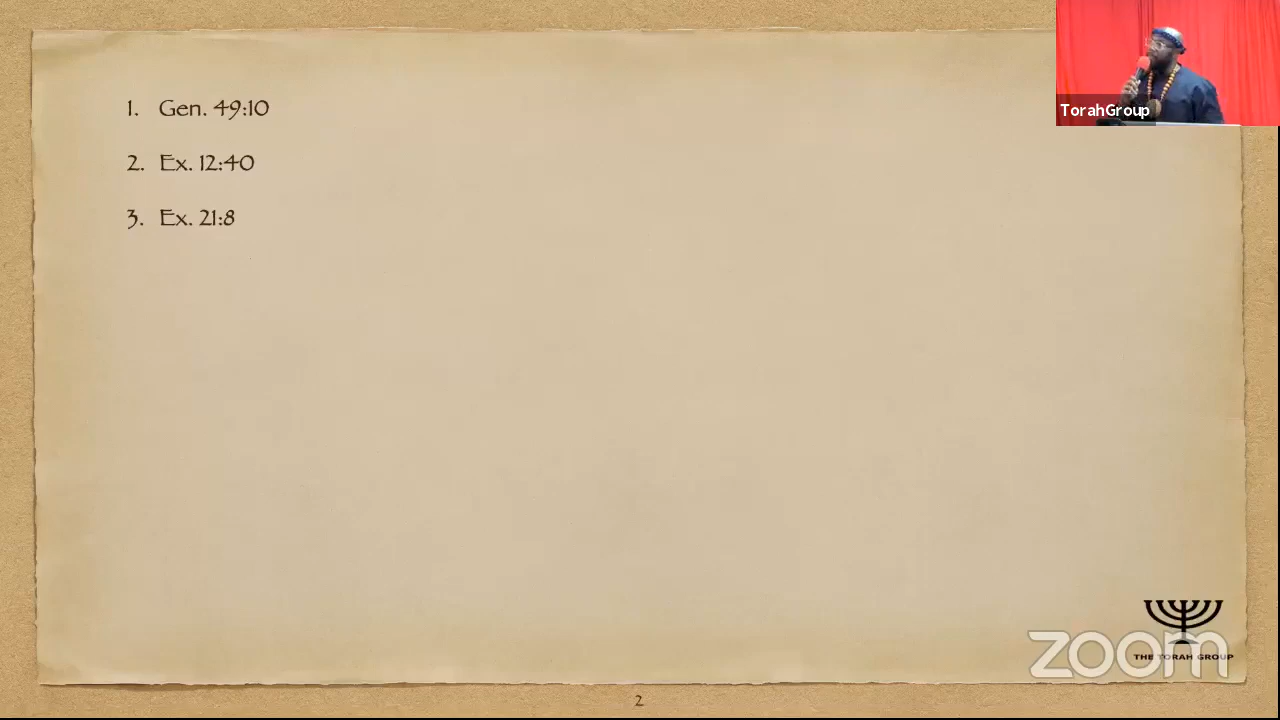 1. Gen. 49:10
TorahGroup
2. Ex. 12:40
3. Ex. 21:8
zoom
THE TORAH GROUP
2